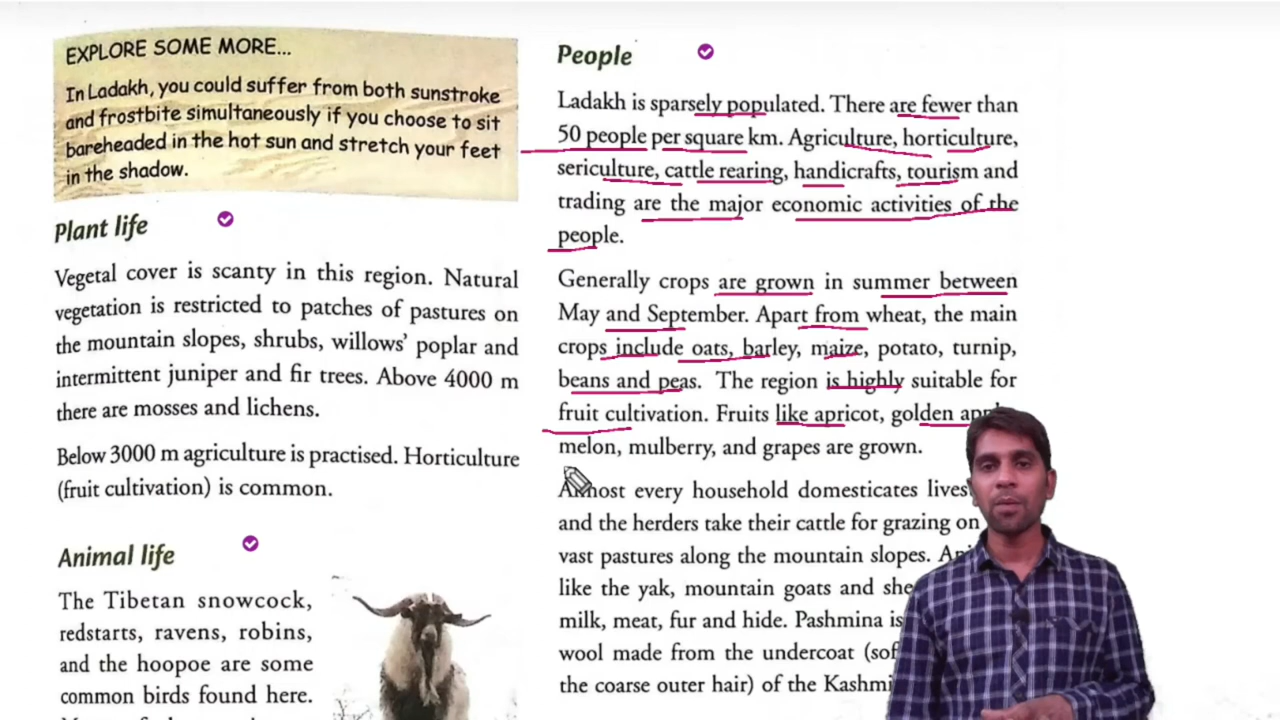 EXPLORE SOME MORE...
In Ladakh, you could suffer from both sunstroke
and frostbite simultaneously if you choose to sit
bareheaded in the hot sun and stretch your feet
in the shadow.
Plant life
Vegetal cover is scanty in this region. Natural
vegetation is restricted to patches of pastures on
the mountain slopes, shrubs, willows' poplar and
intermittent juniper and fir trees. Above 4000 m
there are mosses and lichens.
Below 3000 m agriculture is practised. Horticulture
(fruit cultivation) is common.
Animal life
The Tibetan snowcock,
redstarts, ravens, robins,
and the hoopoe are some
common birds found here.
People
Ladakh is sparsely populated. There are fewer than
50 people per square km. Agriculture, horticulture,
sericulture, cattle rearing, handicrafts, tourism and
trading are the major economic activities of the
people.
Generally crops are grown in summer between
May and September. Apart from wheat, the main
crops include oats, barley, maize, potato, turnip,
beans and peas. The region is highly suitable for
fruit cultivation. Fruits like apricot, golden
melon, mulberry, and grapes are grown.
Almost every household domesticates
and the herders take their cattle for grazing on
vast pastures along the mountain slopes.
like the yak, mountain goats and
milk, meat, fur and hide. Pashmina is
wool made from the undercoat
the coarse outer hair) of the